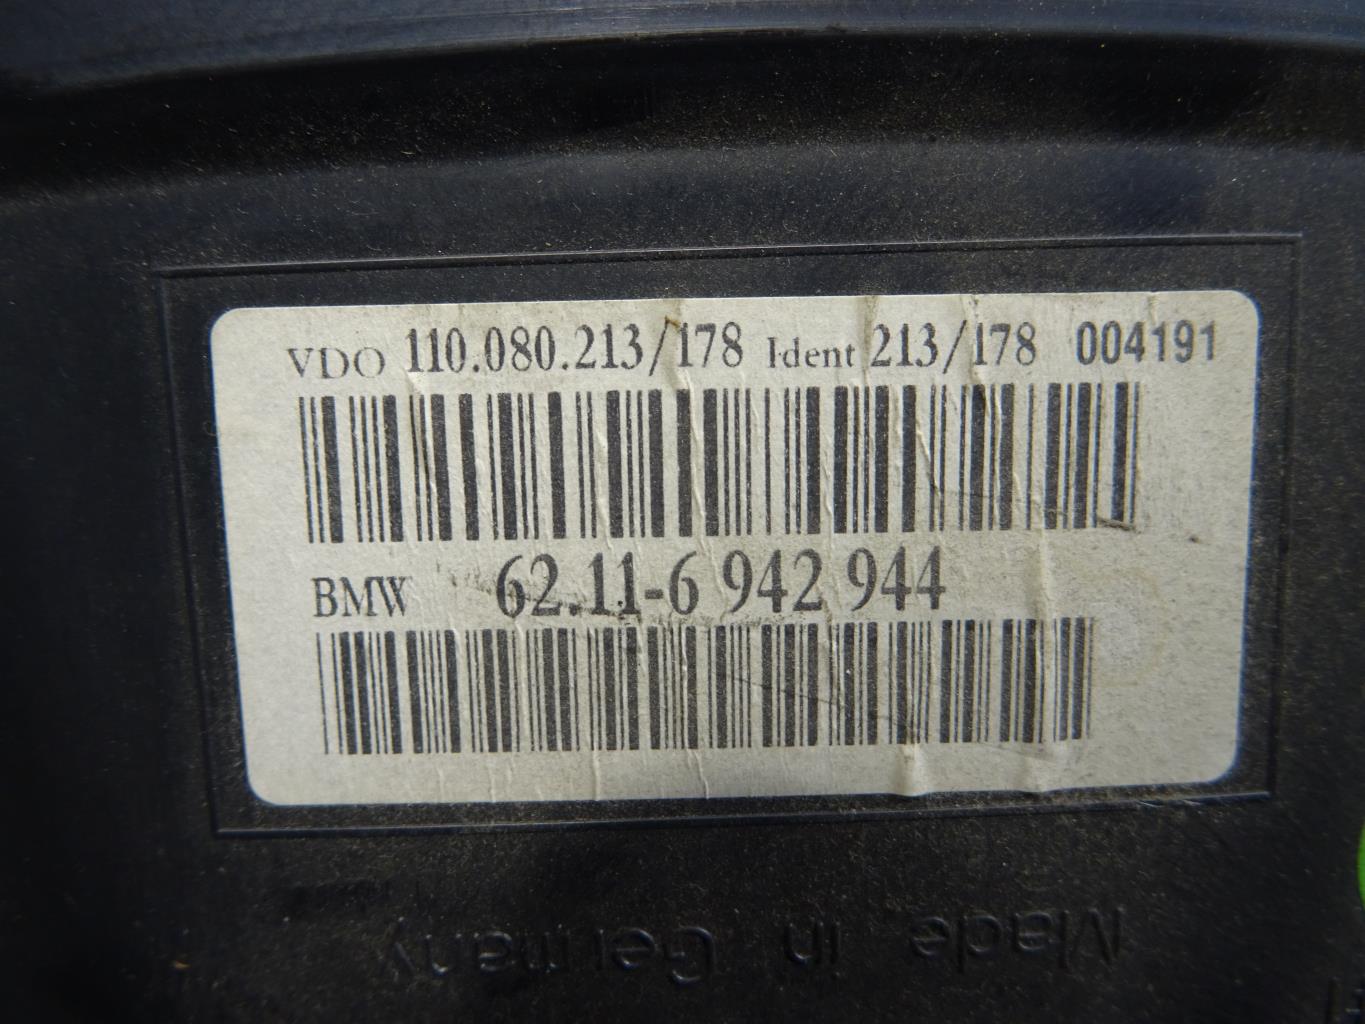 VDO 110.080.213/178 Ident 213/178 004191
BMW 62.11-6 942 944
Made in Germany